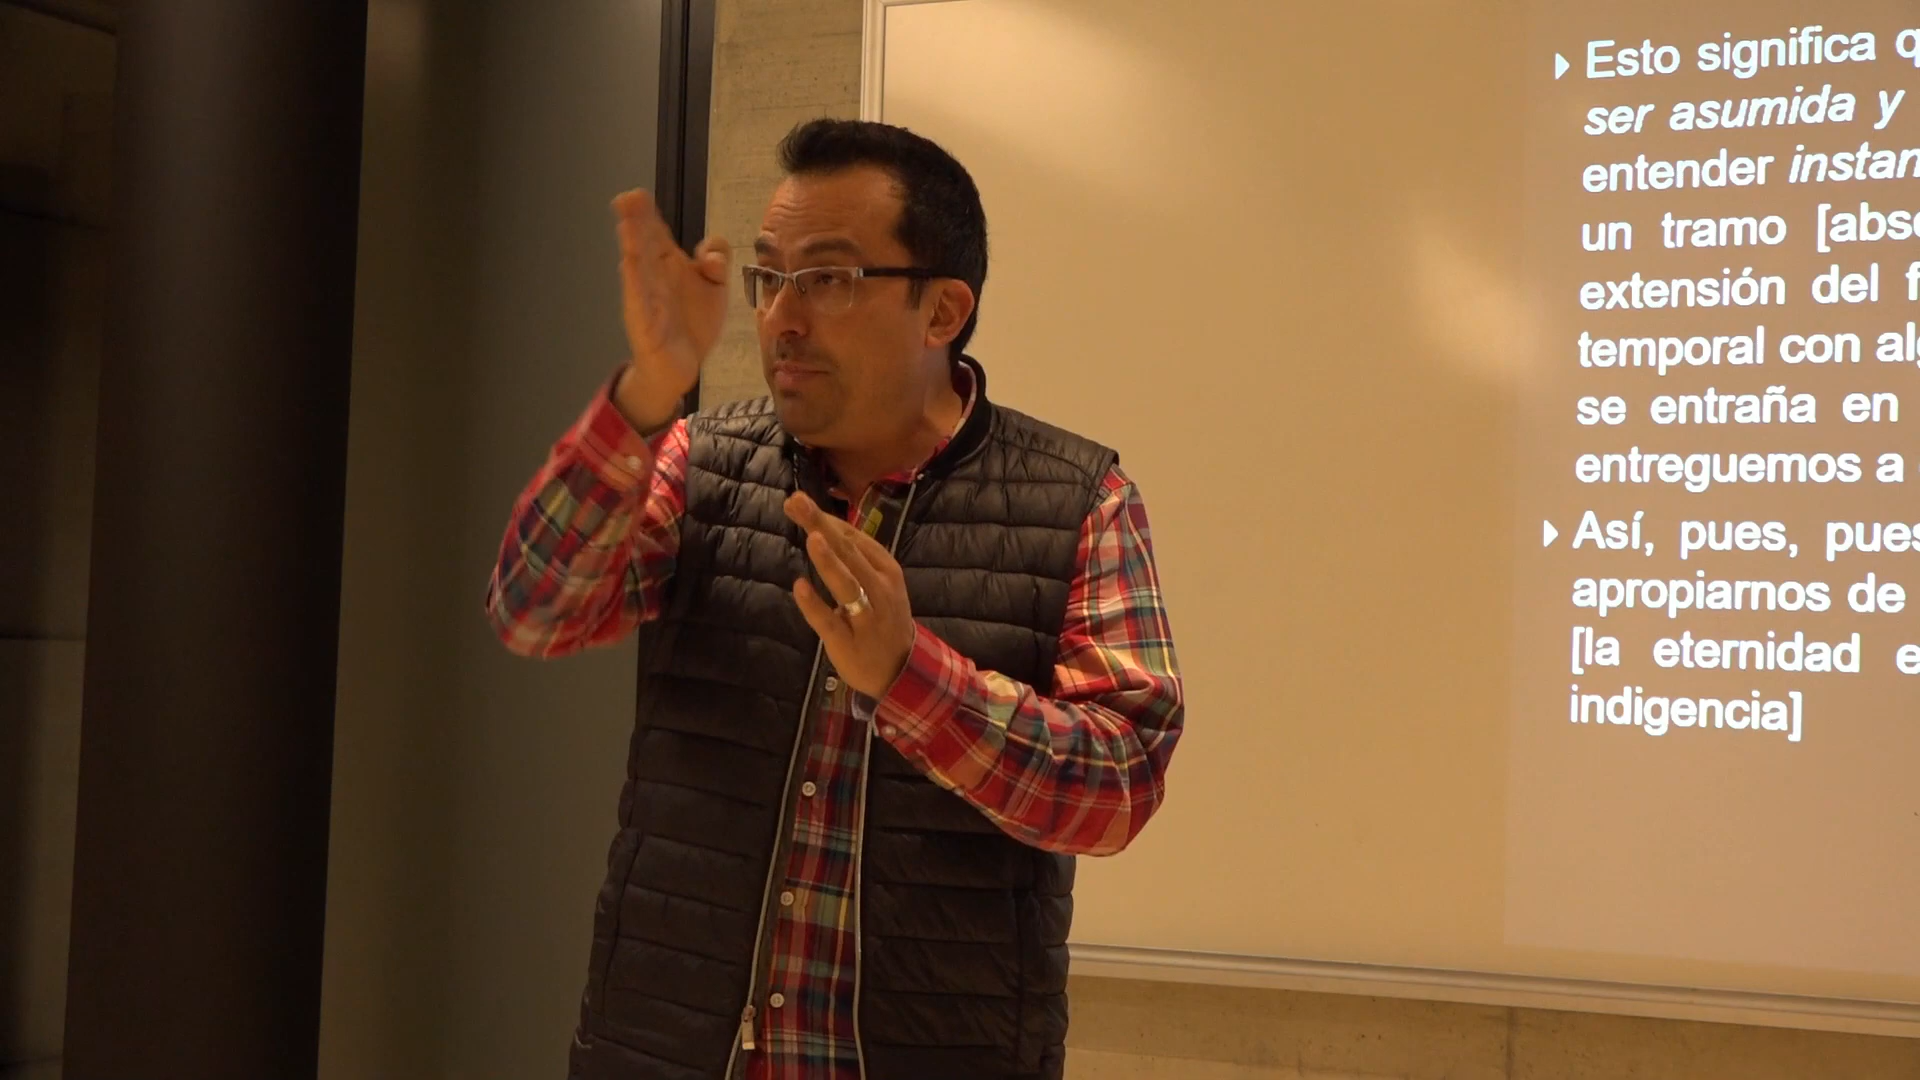 Esto significa q
ser asumida y
entender instan
un tramo [abs
extensión del f
temporal con alg
se entraña en
entreguemos a
Así, pues, pues
apropiarnos de
[la eternidad e
indigencia]